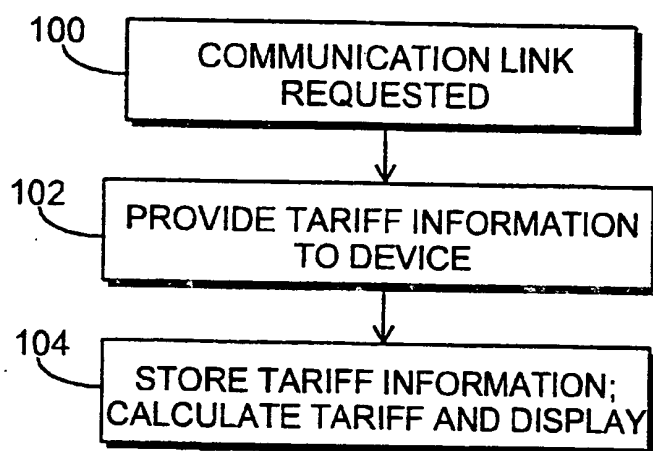 100
COMMUNICATION LINK
REQUESTED
102
PROVIDE TARIFF INFORMATION
TO DEVICE
104
STORE TARIFF INFORMATION;
CALCULATE TARIFF AND DISPLAY